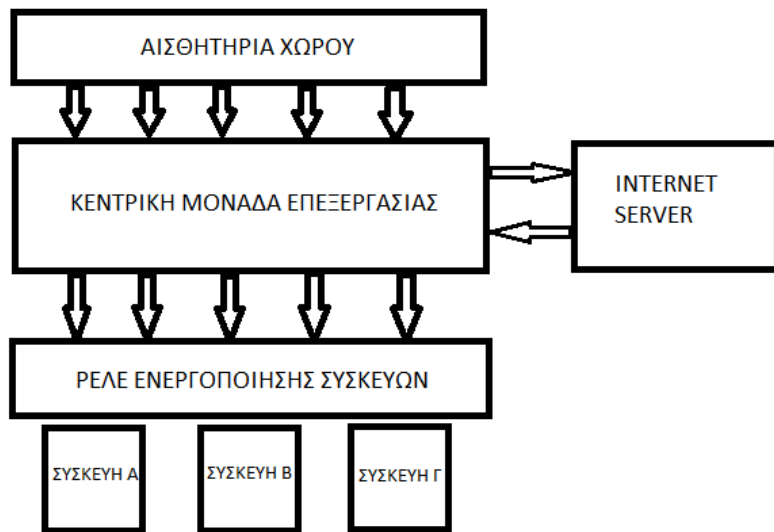 ΑΙΣΘΗΤΗΡΙΑ ΧΩΡΟΥ
ΚΕΝΤΡΙΚΗ ΜΟΝΑΔΑ ΕΠΕΞΕΡΓΑΣΙΑΣ
INTERNET
SERVER
ΡΕΛΕ ΕΝΕΡΓΟΠΟΙΗΣΗΣ ΣΥΣΚΕΥΩΝ
ΣΥΣΚΕΥΗ Α
ΣΥΣΚΕΥΗ Β
ΣΥΣΚΕΥΗ Γ